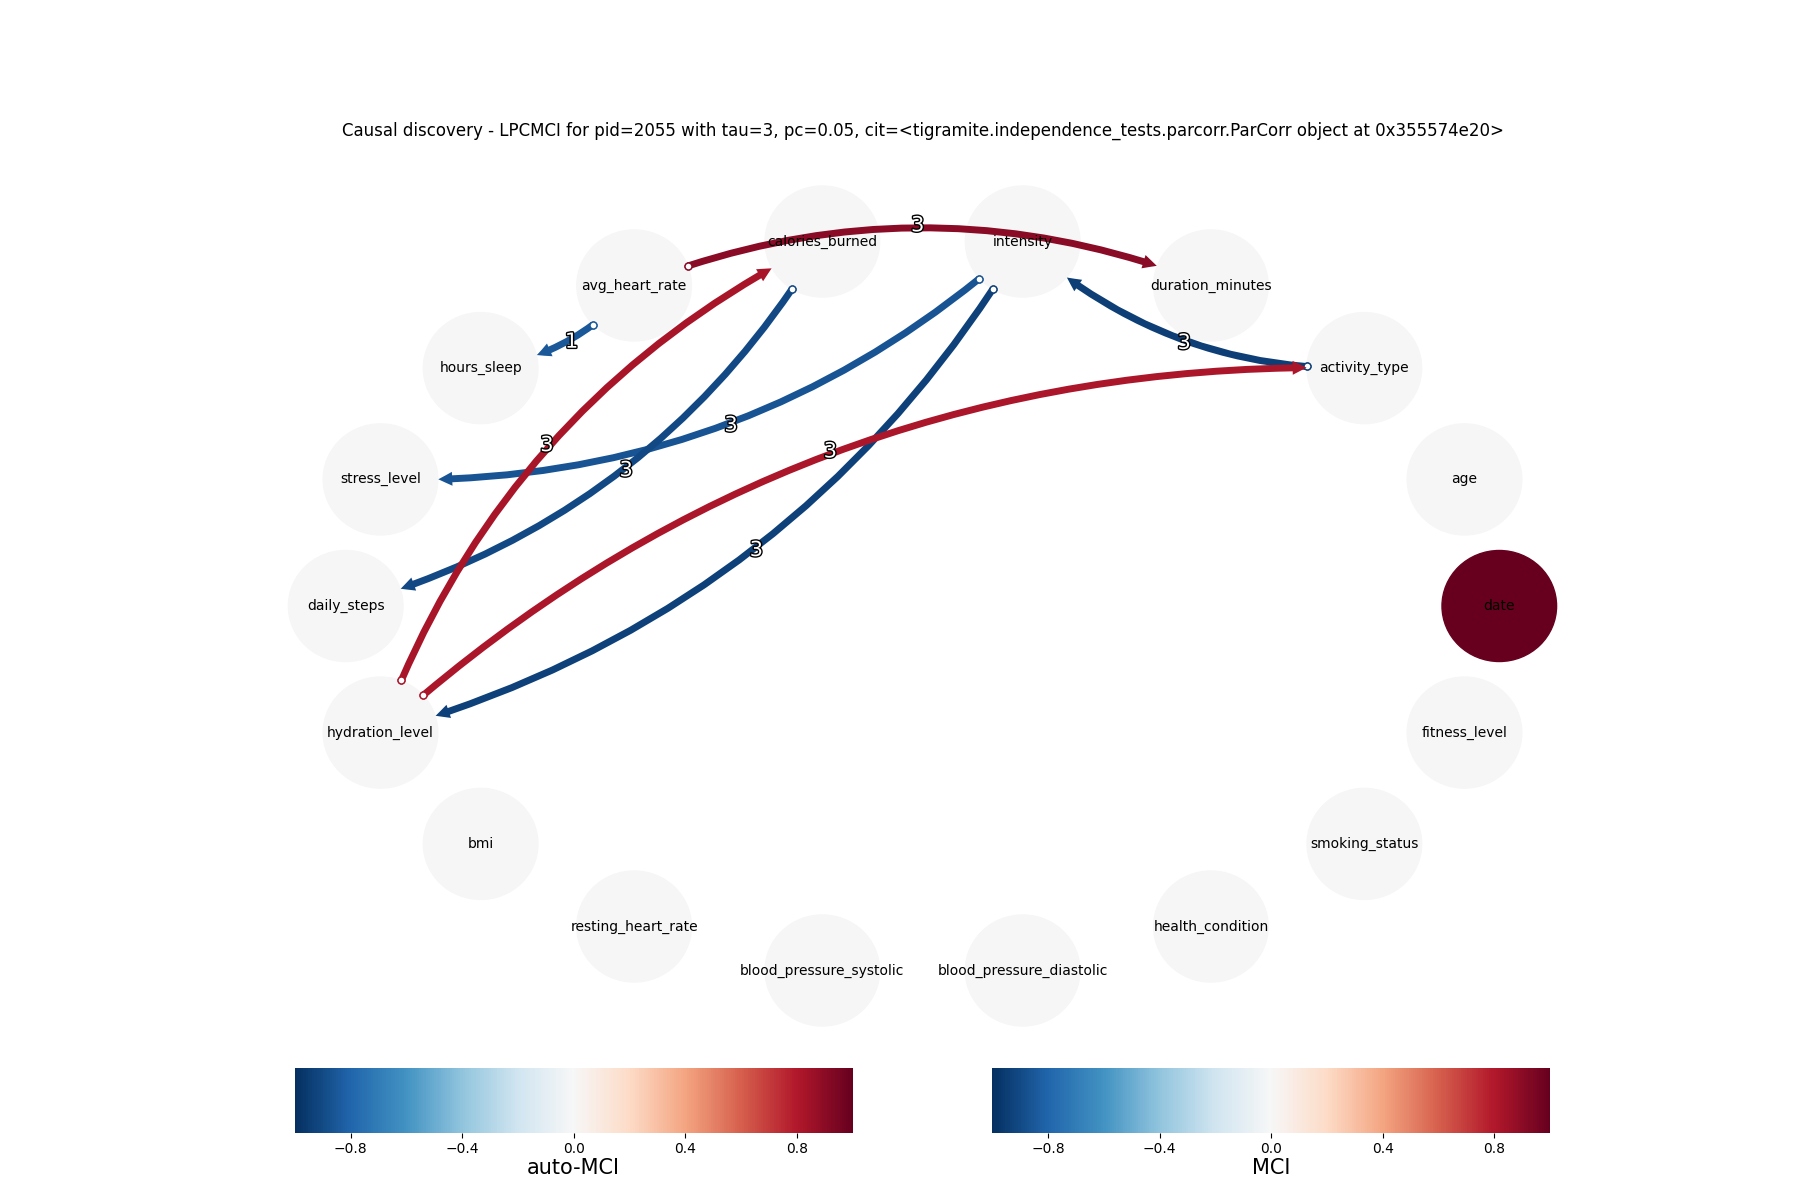 Causal discovery - LPCMCI for pid=2055 with tau=3, pc=0.05, cit=<tigramite.independence_tests.parcorr.ParCorr object at 0x355574e20>
3
calories_burned
intensity
avg_heart_rate
duration_minutes
1
3
hours_sleep
activity_type
3
3
3
3
stress_level
age
3
daily_steps
date
hydration_level
fitness_level
bmi
smoking_status
resting_heart_rate
health_condition
blood_pressure_systolic
blood_pressure_diastolic
−0.8 −0.4 0.0 0.4 0.8
auto-MCI
−0.8 −0.4 0.0 0.4 0.8
MCI